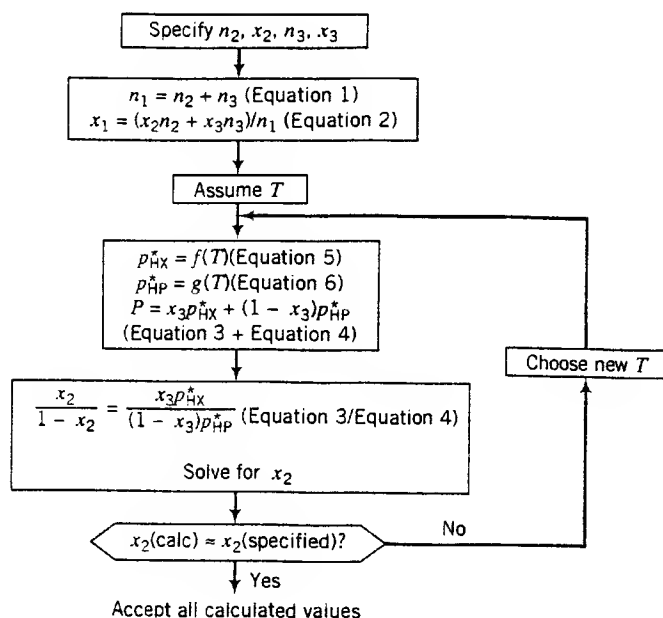 Specify n₂, x₂, n₃, x₃
n₁ = n₂ + n₃ (Equation 1)
x₁ = (x₂n₂ + x₃n₃)/n₁ (Equation 2)
Assume T
p*HX = f(T)(Equation 5)
p*HP = g(T)(Equation 6)
P = x₃p*HX + (1 − x₃)p*HP
(Equation 3 + Equation 4)
Choose new T
x₂/(1 − x₂) = x₃p*HX/((1 − x₃)p*HP) (Equation 3/Equation 4)
Solve for x₂
x₂(calc) ≈ x₂(specified)?
No
Yes
Accept all calculated values